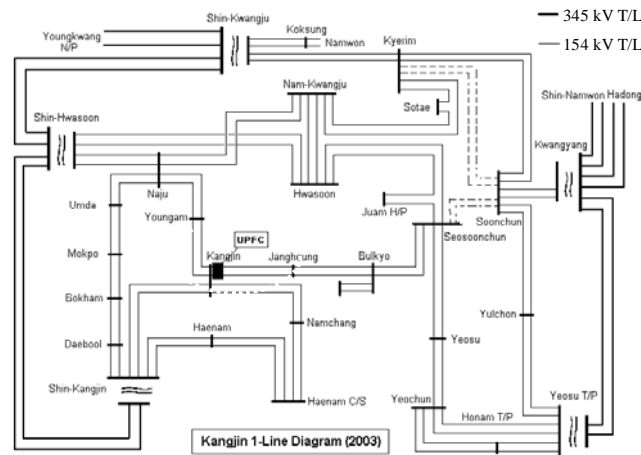 345 kV T/L
154 kV T/L
Shin-Kwangju
Youngkwang
N/P
Koksung
Namwon
Kyerim
Shin-Namwon
Hadong
Nam-Kwangju
Sotae
Shin-Hwasoon
Kwangyang
Hwasoon
Naju
Juam H/P
Soonchun
Seosoonchun
Umda
Youngam
UPFC
Kangjin
Jangheung
Bulkyo
Mokpo
Bokham
Namchang
Yulchon
Haenam
Yeosu
Daebool
Shin-Kangjin
Haenam C/S
Yeochun
Yeosu T/P
Honam T/P
Kangjin 1-Line Diagram (2003)